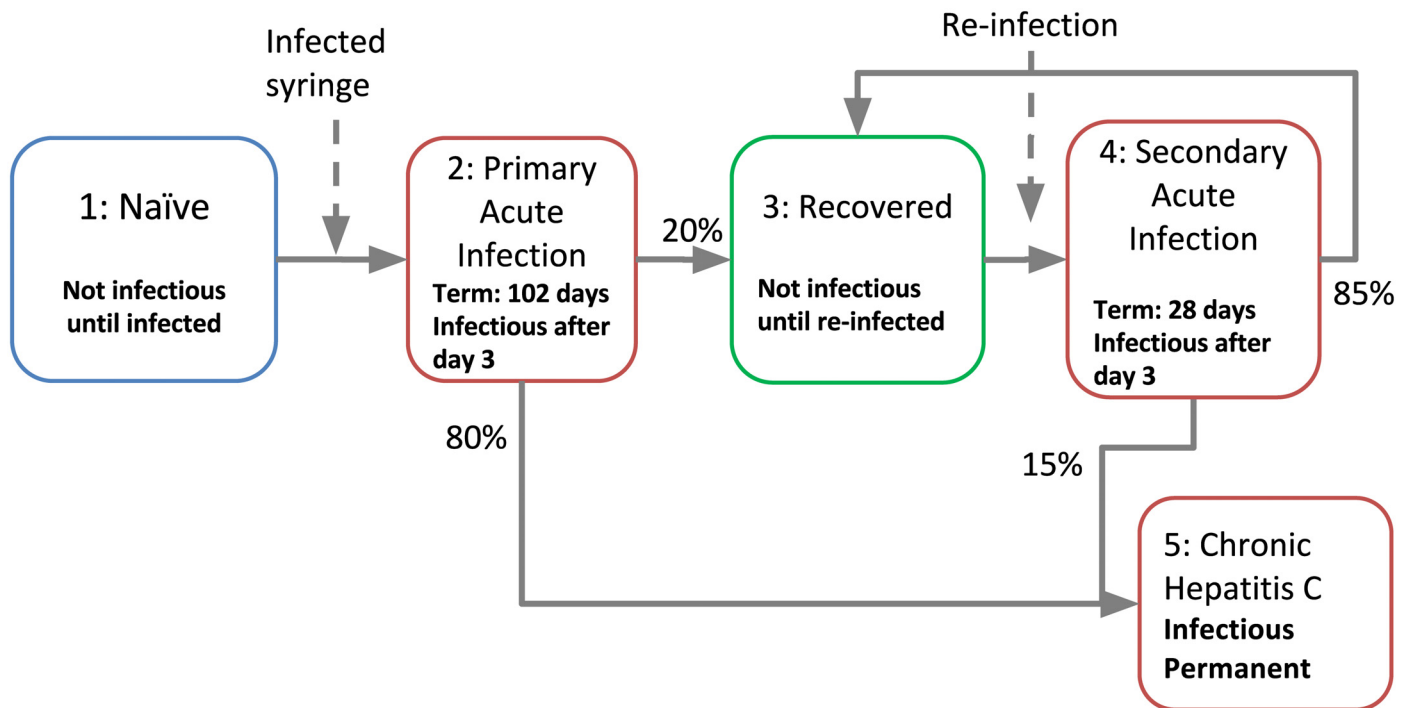 Infected
syringe
Re-infection
1: Naïve
Not infectious
until infected
2: Primary
Acute
Infection
Term: 102 days
Infectious after
day 3
20%
3: Recovered
Not infectious
until re-infected
4: Secondary
Acute
Infection
Term: 28 days
Infectious after
day 3
85%
80%
15%
5: Chronic
Hepatitis C
Infectious
Permanent